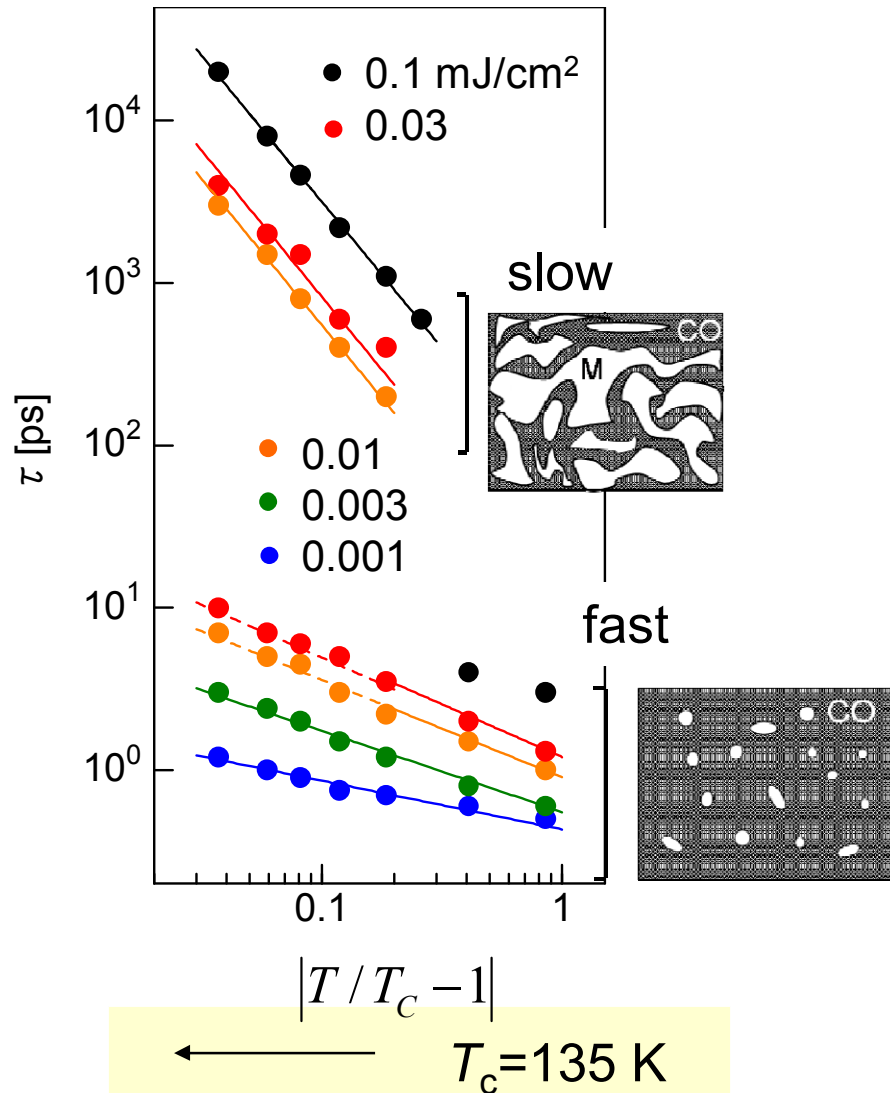 0.1 mJ/cm²
0.03
10⁴
slow
10³
CO
M
10²
τ [ps]
0.01
0.003
0.001
10¹
fast
CO
10⁰
0.1 1
|T / T_C − 1|
T_c=135 K